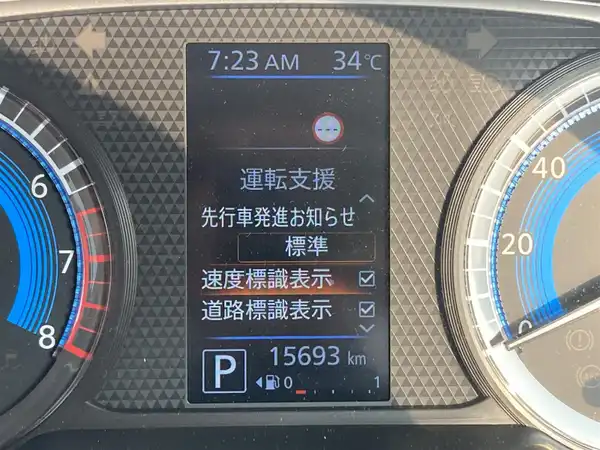 7:23 AM 34℃
---
運転支援
先行車発進お知らせ
標準
速度標識表示
道路標識表示
P 15693 km
0 1
6
7
8
40
20
0